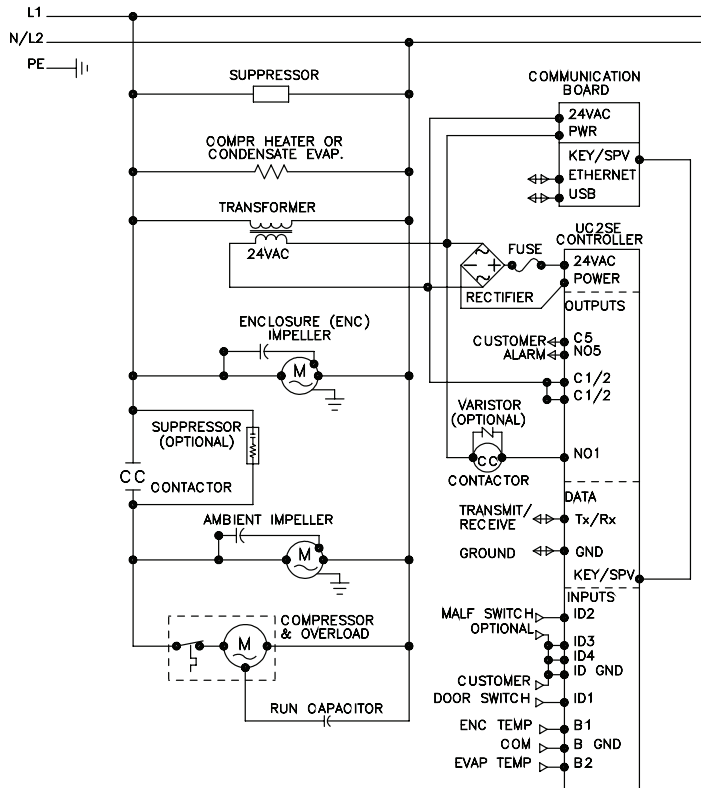 L1
N/L2
PE
SUPPRESSOR
COMPR HEATER OR
CONDENSATE EVAP.
TRANSFORMER
24VAC
ENCLOSURE (ENC)
IMPELLER
M
SUPPRESSOR
(OPTIONAL)
CC
CONTACTOR
AMBIENT IMPELLER
M
COMPRESSOR
& OVERLOAD
M
RUN CAPACITOR
COMMUNICATION
BOARD
24VAC
PWR
KEY/SPV
ETHERNET
USB
UC2SE
CONTROLLER
FUSE
RECTIFIER
24VAC
POWER
OUTPUTS
CUSTOMER
ALARM
C5
NO5
C1/2
C1/2
VARISTOR
(OPTIONAL)
CC
CONTACTOR
NO1
DATA
TRANSMIT/
RECEIVE
Tx/Rx
GROUND
GND
KEY/SPV
INPUTS
MALF SWITCH
ID2
OPTIONAL
ID3
ID4
ID GND
CUSTOMER
DOOR SWITCH
ID1
ENC TEMP
B1
COM
B GND
EVAP TEMP
B2